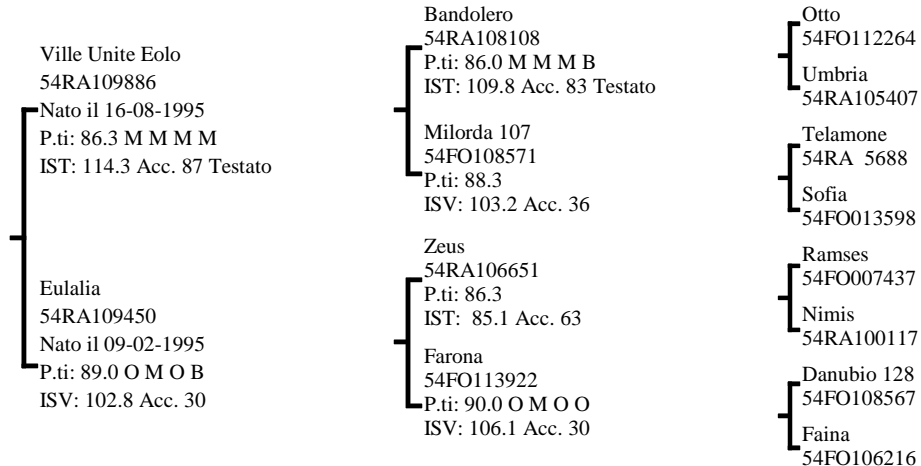 Ville Unite Eolo
54RA109886
Nato il 16-08-1995
P.ti: 86.3 M M M M
IST: 114.3 Acc. 87 Testato
Eulalia
54RA109450
Nato il 09-02-1995
P.ti: 89.0 O M O B
ISV: 102.8 Acc. 30
Bandolero
54RA108108
P.ti: 86.0 M M M B
IST: 109.8 Acc. 83 Testato
Milorda 107
54FO108571
P.ti: 88.3
ISV: 103.2 Acc. 36
Zeus
54RA106651
P.ti: 86.3
IST: 85.1 Acc. 63
Farona
54FO113922
P.ti: 90.0 O M O O
ISV: 106.1 Acc. 30
Otto
54FO112264
Umbria
54RA105407
Telamone
54RA 5688
Sofia
54FO013598
Ramses
54FO007437
Nimis
54RA100117
Danubio 128
54FO108567
Faina
54FO106216